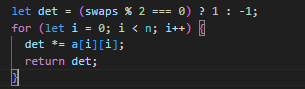 let det = (swaps % 2 === 0) ? 1 : -1;
for (let i = 0; i < n; i++) {
  det *= a[i][i];
  return det;
}